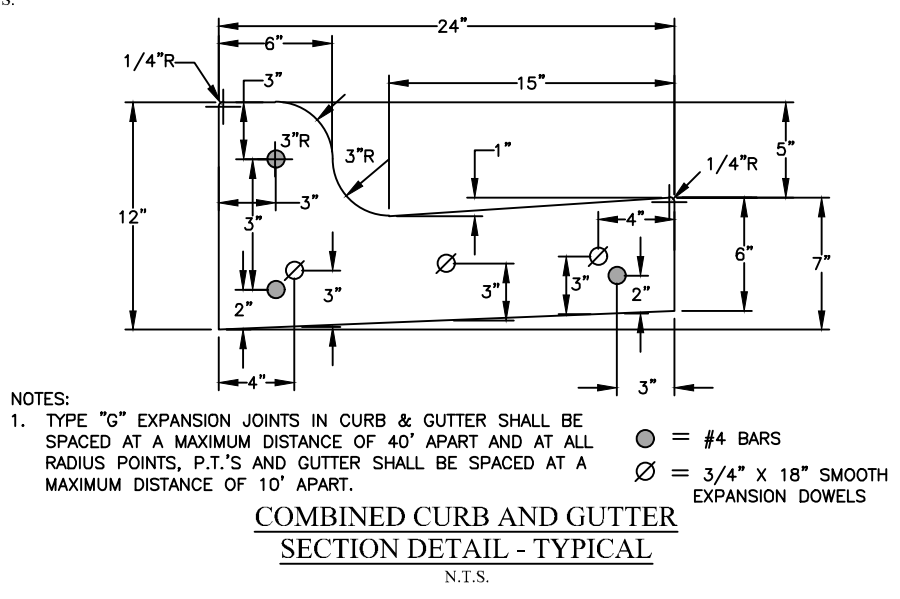 S.
24"
6"
1/4"R
3"
15"
3"R
3"R
1"
5"
1/4"R
12"
3"
3"
4"
6"
7"
2"
3"
3"
3"
2"
4"
3"
NOTES:
1. TYPE "G" EXPANSION JOINTS IN CURB & GUTTER SHALL BE
SPACED AT A MAXIMUM DISTANCE OF 40' APART AND AT ALL
RADIUS POINTS, P.T.'S AND GUTTER SHALL BE SPACED AT A
MAXIMUM DISTANCE OF 10' APART.
= #4 BARS
= 3/4" X 18" SMOOTH
EXPANSION DOWELS
COMBINED CURB AND GUTTER
SECTION DETAIL - TYPICAL
N.T.S.